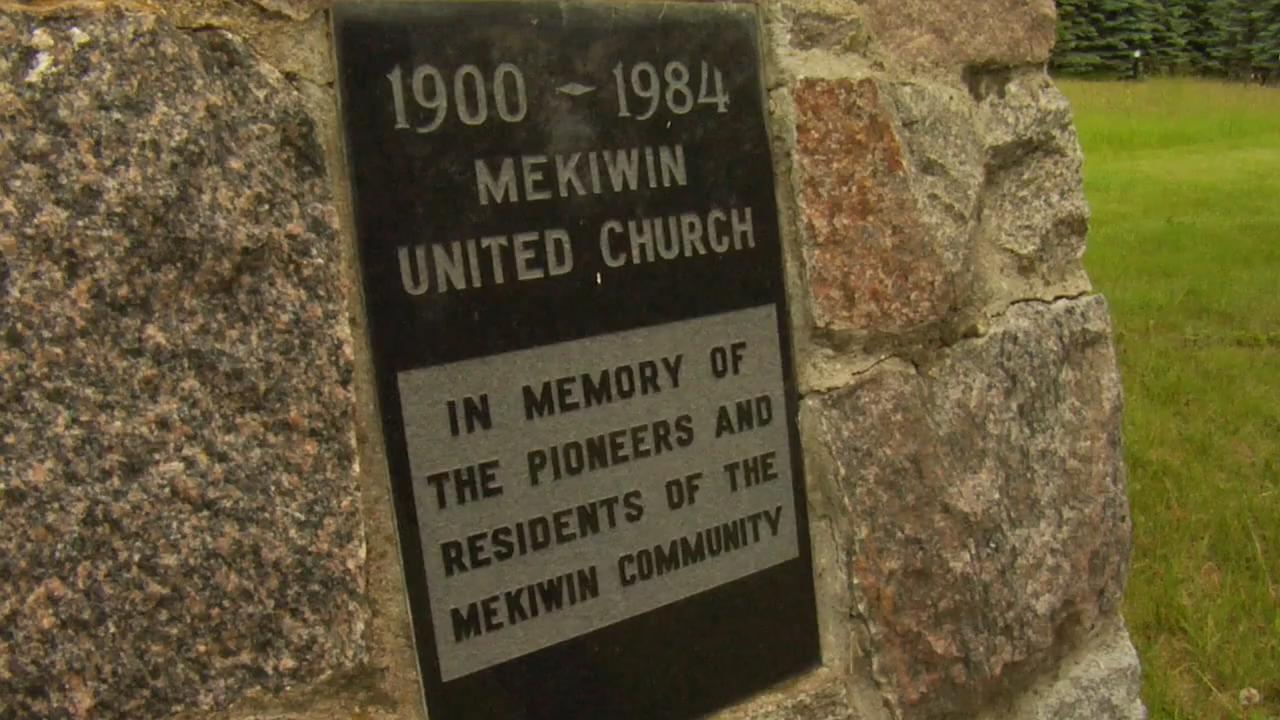 1900 - 1984
MEKIWIN
UNITED CHURCH
IN MEMORY OF
THE PIONEERS AND
RESIDENTS OF THE
MEKIWIN COMMUNITY